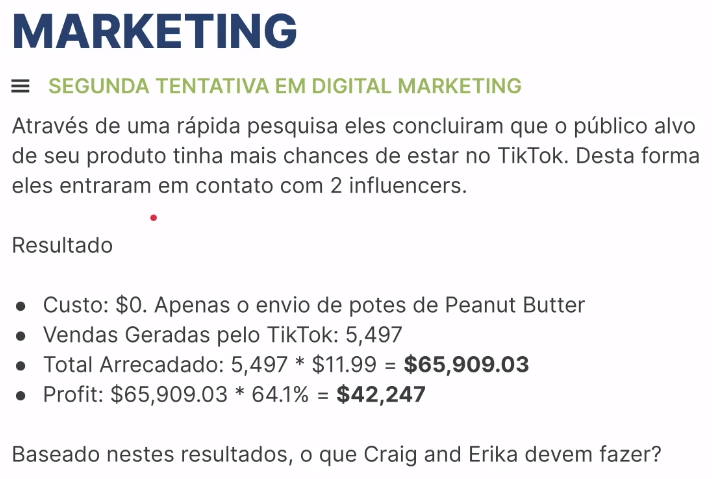 MARKETING
≡ SEGUNDA TENTATIVA EM DIGITAL MARKETING
Através de uma rápida pesquisa eles concluiram que o público alvo
de seu produto tinha mais chances de estar no TikTok. Desta forma
eles entraram em contato com 2 influencers.
Resultado
● Custo: $0. Apenas o envio de potes de Peanut Butter
● Vendas Geradas pelo TikTok: 5,497
● Total Arrecadado: 5,497 * $11.99 = $65,909.03
● Profit: $65,909.03 * 64.1% = $42,247
Baseado nestes resultados, o que Craig and Erika devem fazer?